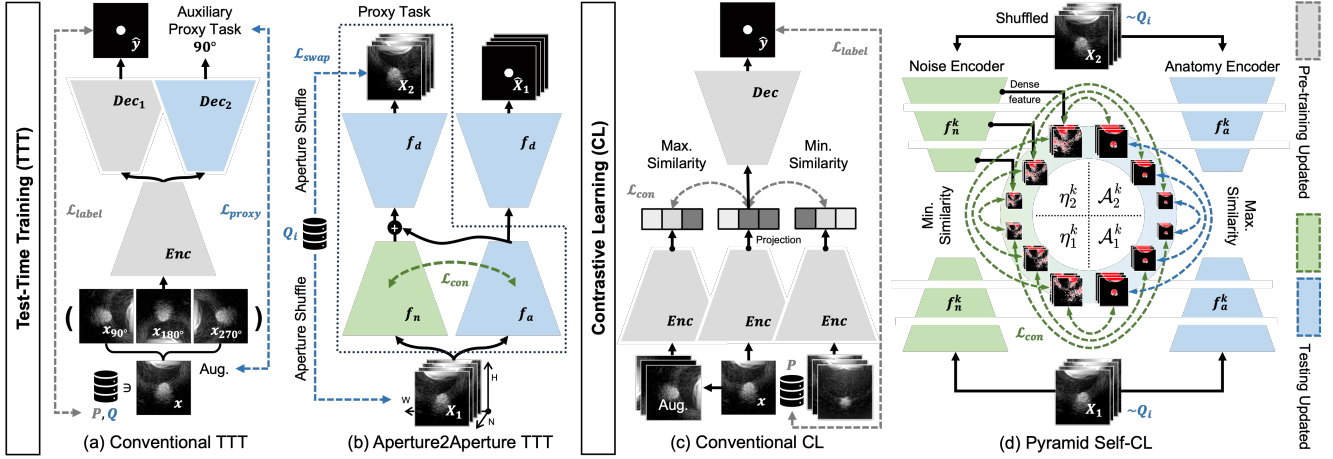 Test-Time Training (TTT)
ŷ
Auxiliary
Proxy Task
90°
Dec₁
Dec₂
ℒlabel
ℒproxy
Enc
( x90° x180° x270° )
Aug.
∋
P, Q
x
(a) Conventional TTT
Proxy Task
ℒswap
X₂
X̂₁
Aperture Shuffle
fd
fd
Qi
+
ℒcon
Aperture Shuffle
fn
fa
H
W
N
X₁
(b) Aperture2Aperture TTT
Contrastive Learning (CL)
ŷ
ℒlabel
Dec
Max.
Similarity
Min.
Similarity
ℒcon
Projection
Enc
Enc
Enc
P
Aug.
x
(c) Conventional CL
Shuffled
~Qi
X₂
Noise Encoder
Anatomy Encoder
Dense
feature
fnᵏ
faᵏ
Min.
Similarity
η₂ᵏ
𝒜₂ᵏ
η₁ᵏ
𝒜₁ᵏ
Max.
Similarity
fnᵏ
faᵏ
ℒcon
X₁
~Qi
(d) Pyramid Self-CL
Pre-training Updated
Testing Updated